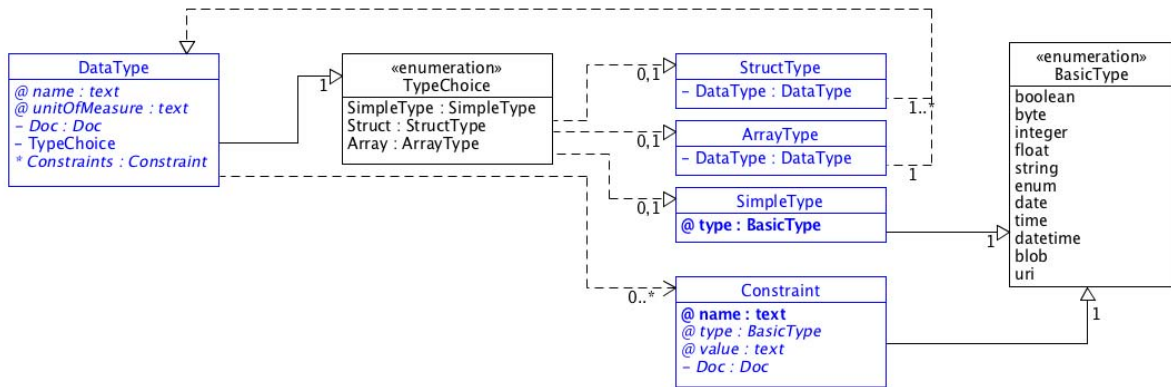 DataType
@ name : text
@ unitOfMeasure : text
– Doc : Doc
– TypeChoice
* Constraints : Constraint
1
«enumeration»
TypeChoice
SimpleType : SimpleType
Struct : StructType
Array : ArrayType
0,1
StructType
– DataType : DataType
1..*
0,1
ArrayType
– DataType : DataType
1
0,1
SimpleType
@ type : BasicType
1
0..*
Constraint
@ name : text
@ type : BasicType
@ value : text
– Doc : Doc
1
«enumeration»
BasicType
boolean
byte
integer
float
string
enum
date
time
datetime
blob
uri